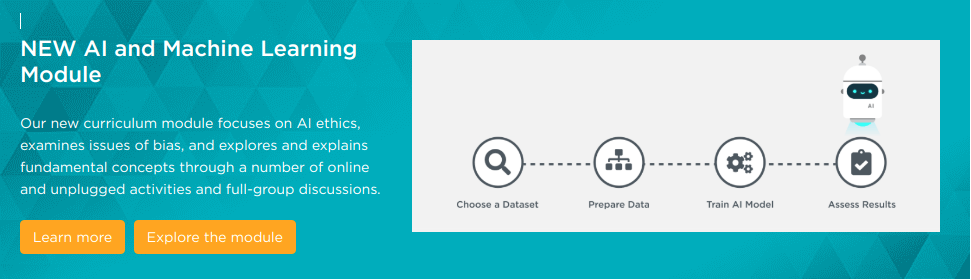 NEW AI and Machine Learning
Module
Our new curriculum module focuses on AI ethics,
examines issues of bias, and explores and explains
fundamental concepts through a number of online
and unplugged activities and full-group discussions.
Learn more
Explore the module
AI
Choose a Dataset
Prepare Data
Train AI Model
Assess Results